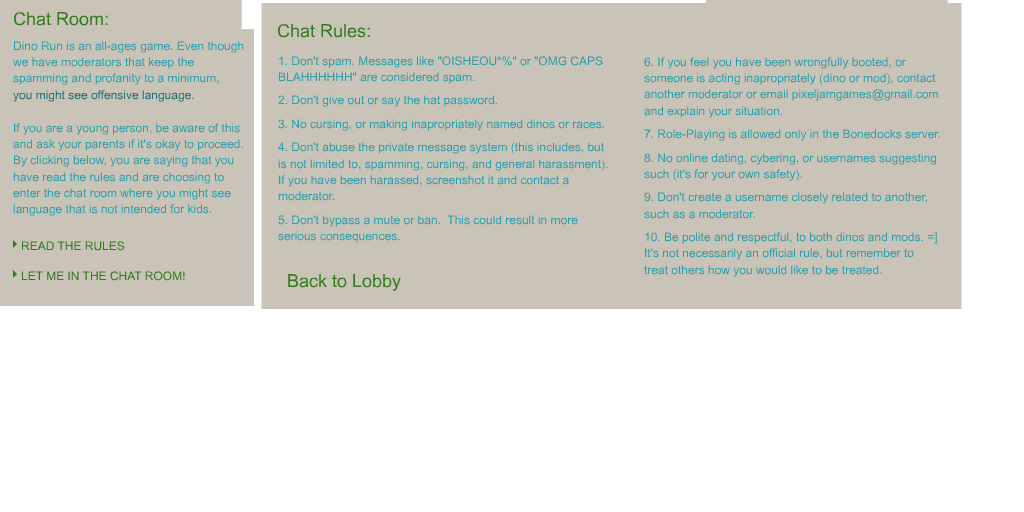 Chat Room:
Dino Run is an all-ages game. Even though
we have moderators that keep the
spamming and profanity to a minimum,
you might see offensive language.
If you are a young person, be aware of this
and ask your parents if it's okay to proceed.
By clicking below, you are saying that you
have read the rules and are choosing to
enter the chat room where you might see
language that is not intended for kids.
READ THE RULES
LET ME IN THE CHAT ROOM!
Chat Rules:
1. Don't spam. Messages like "OISHEOU*%" or "OMG CAPS
BLAHHHHHH" are considered spam.
2. Don't give out or say the hat password.
3. No cursing, or making inapropriately named dinos or races.
4. Don't abuse the private message system (this includes, but
is not limited to, spamming, cursing, and general harassment).
If you have been harassed, screenshot it and contact a
moderator.
5. Don't bypass a mute or ban.  This could result in more
serious consequences.
Back to Lobby
6. If you feel you have been wrongfully booted, or
someone is acting inapropriately (dino or mod), contact
another moderator or email pixeljamgames@gmail.com
and explain your situation.
7. Role-Playing is allowed only in the Bonedocks server.
8. No online dating, cybering, or usernames suggesting
such (it's for your own safety).
9. Don't create a username closely related to another,
such as a moderator.
10. Be polite and respectful, to both dinos and mods. =]
It's not necessarily an official rule, but remember to
treat others how you would like to be treated.